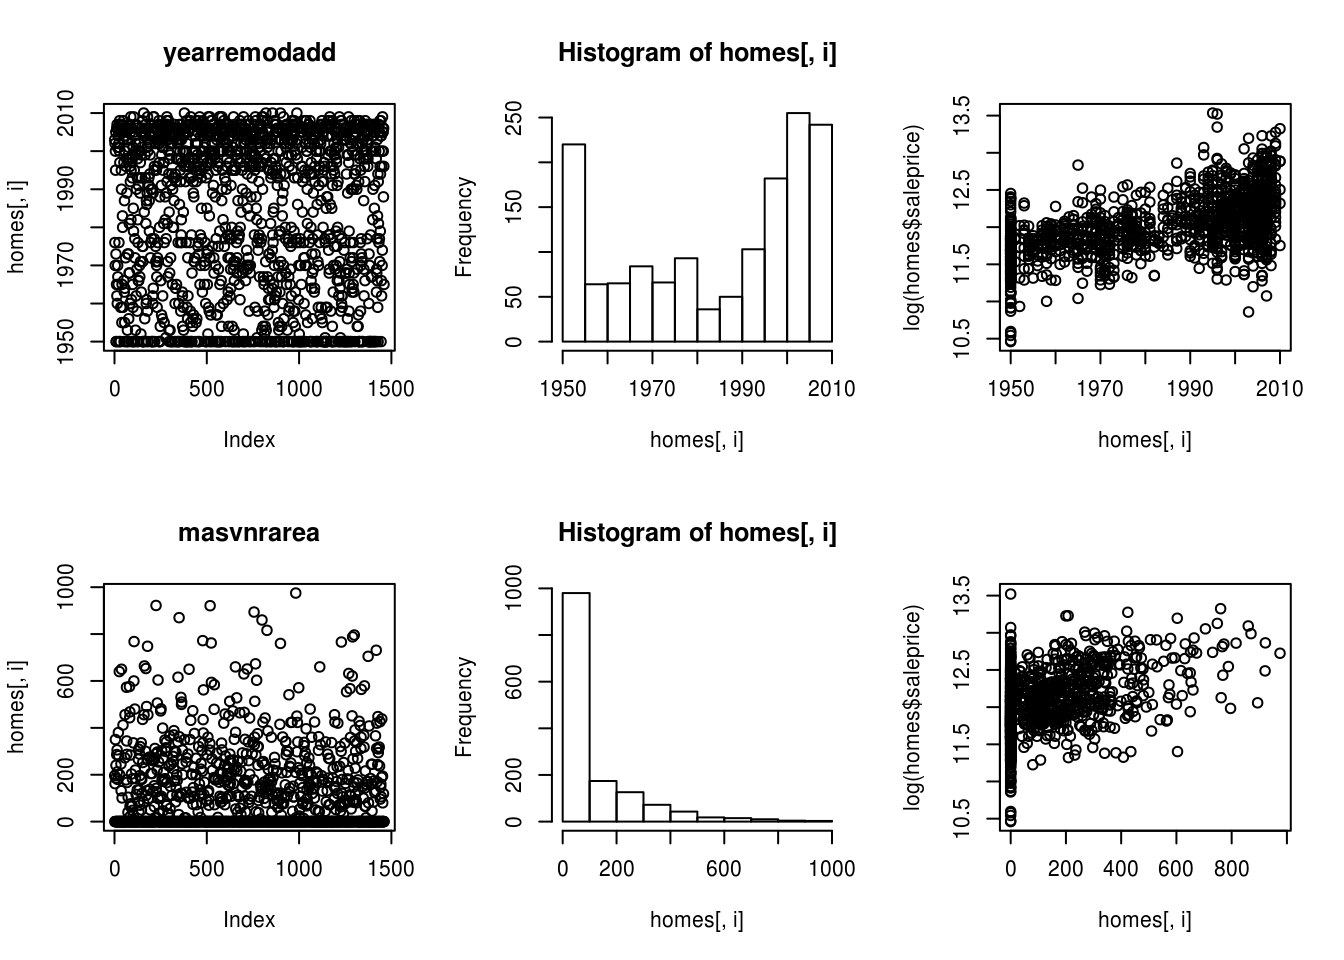 yearremodadd
homes[, i]
1950 1970 1990 2010
0 500 1000 1500
Index
Histogram of homes[, i]
Frequency
0 50 150 250
1950 1970 1990 2010
homes[, i]
log(homes$saleprice)
10.5 11.5 12.5 13.5
1950 1970 1990 2010
homes[, i]
masvnrarea
homes[, i]
0 200 600 1000
0 500 1000 1500
Index
Histogram of homes[, i]
Frequency
0 200 600 1000
0 200 600 1000
homes[, i]
log(homes$saleprice)
10.5 11.5 12.5 13.5
0 200 400 600 800
homes[, i]